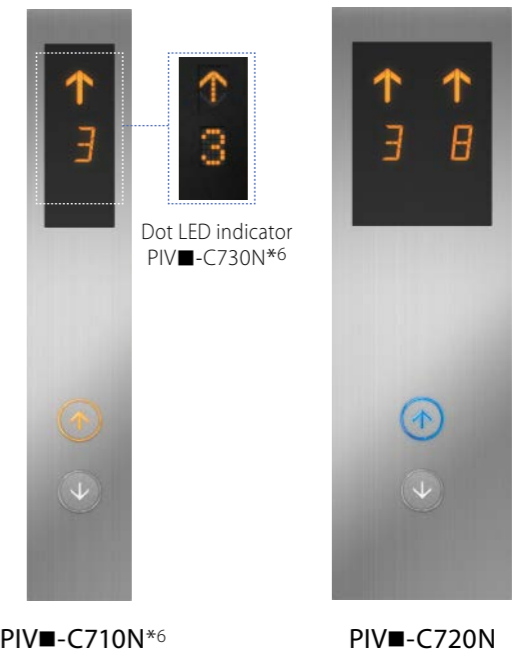 ↑
3
↑
3
Dot LED indicator
PIV■-C730N*6
↑ ↑
3 8
PIV■-C710N*6
PIV■-C720N